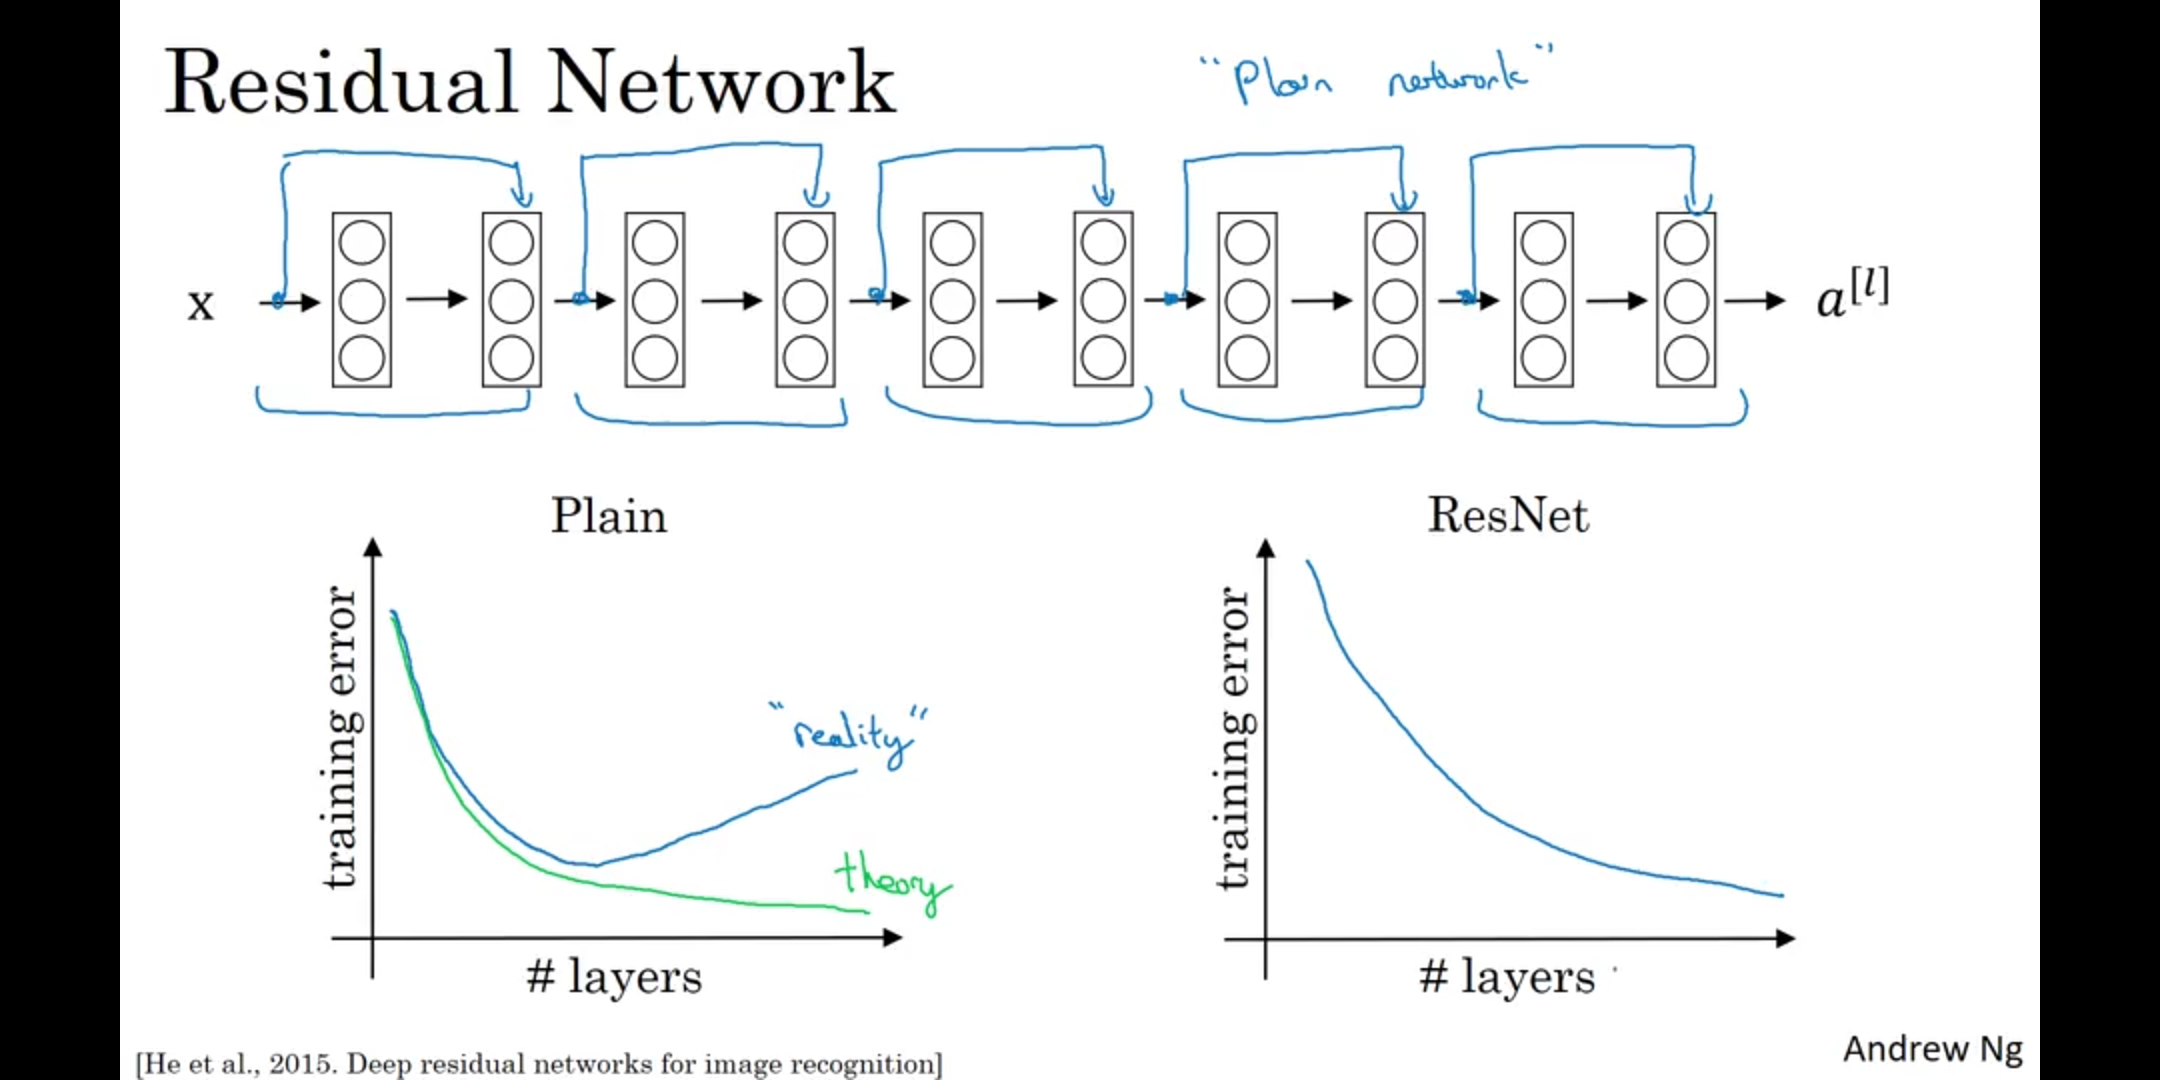 Residual Network
"Plain network"
x
a[l]
Plain
ResNet
training error
"reality"
theory
# layers
training error
# layers
[He et al., 2015. Deep residual networks for image recognition]
Andrew Ng